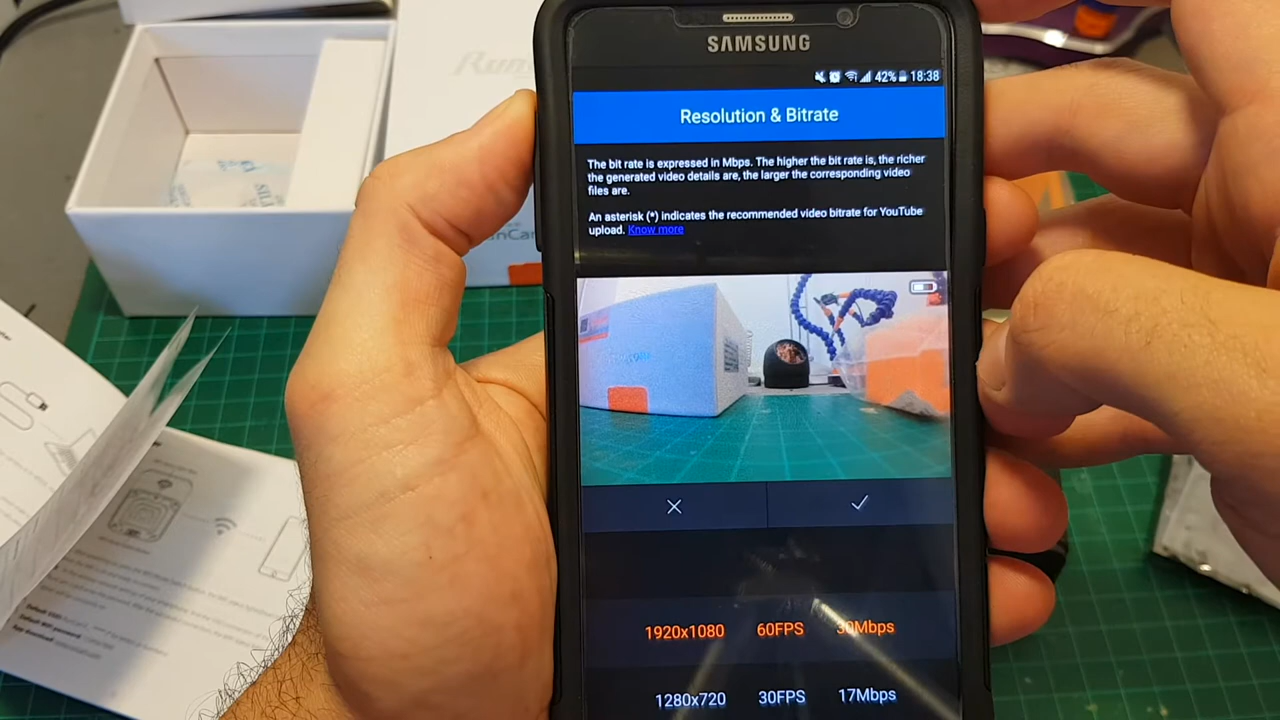 SAMSUNG
42% 18:38
Resolution & Bitrate
The bit rate is expressed in Mbps. The higher the bit rate is, the richer
the generated video details are, the larger the corresponding video
files are.
An asterisk (*) indicates the recommended video bitrate for YouTube
upload. Know more
1920x1080 60FPS 30Mbps
1280x720 30FPS 17Mbps